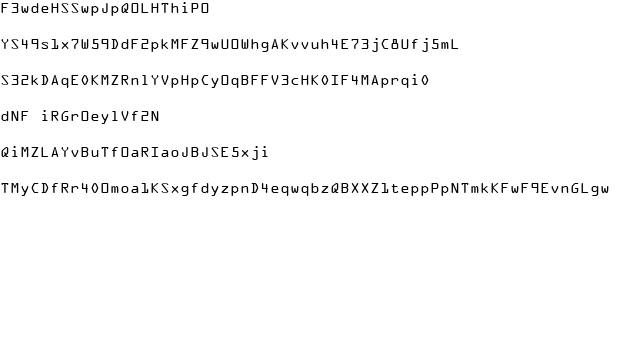 F3wdeHSSwpJpQOLHThiPO
YS49s1x7W59DdF2pkMFZ9wUOWhgAKvvuh4E73jC8Ufj5mL
S32kDAqE0KMZRn1YVpHpCyOqBFFV3cHK0IF4MAprqi0
dNF iRGrOey1Vf2N
QiMZLAYvBuTfOaRIaoJBJSE5xji
TMyCDfRr40Omoa1KSxgfdyzpnD4eqwqbzQBXXZ1teppPpNTmkKFwF9EvnGLgw